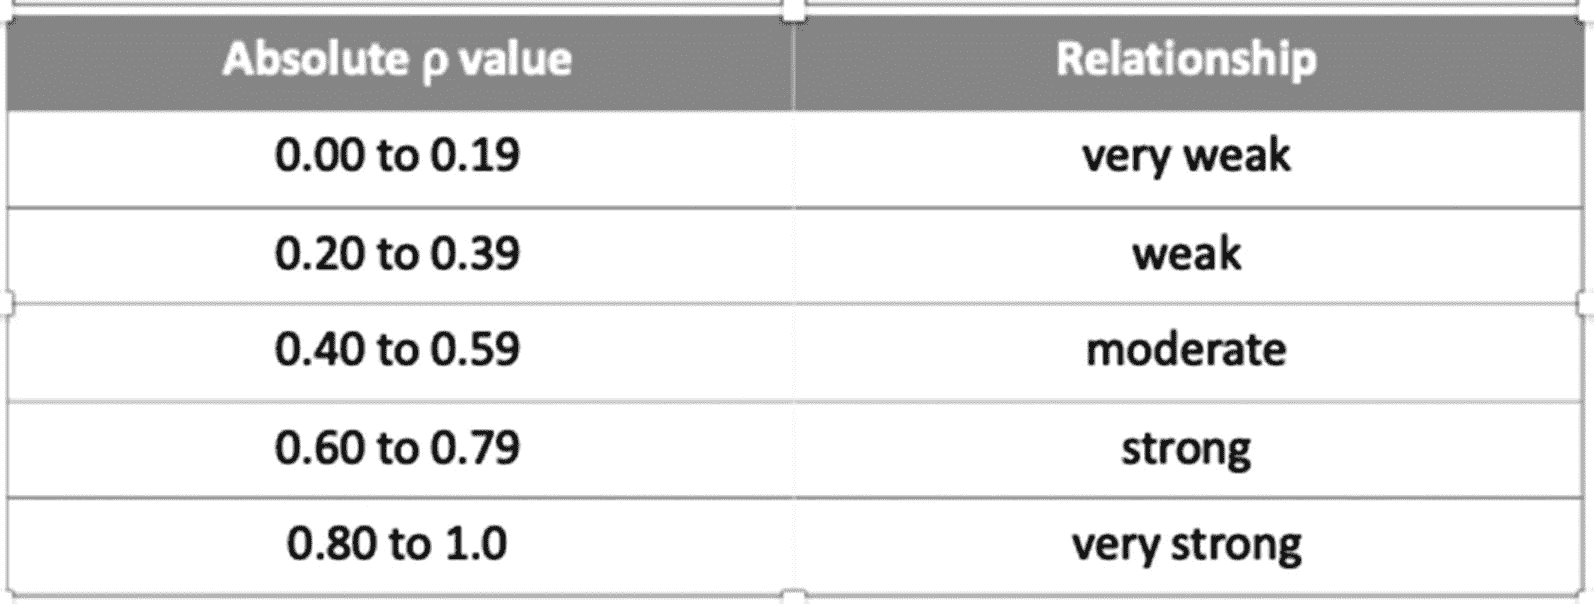 Absolute ρ value Relationship
0.00 to 0.19 very weak
0.20 to 0.39 weak
0.40 to 0.59 moderate
0.60 to 0.79 strong
0.80 to 1.0 very strong